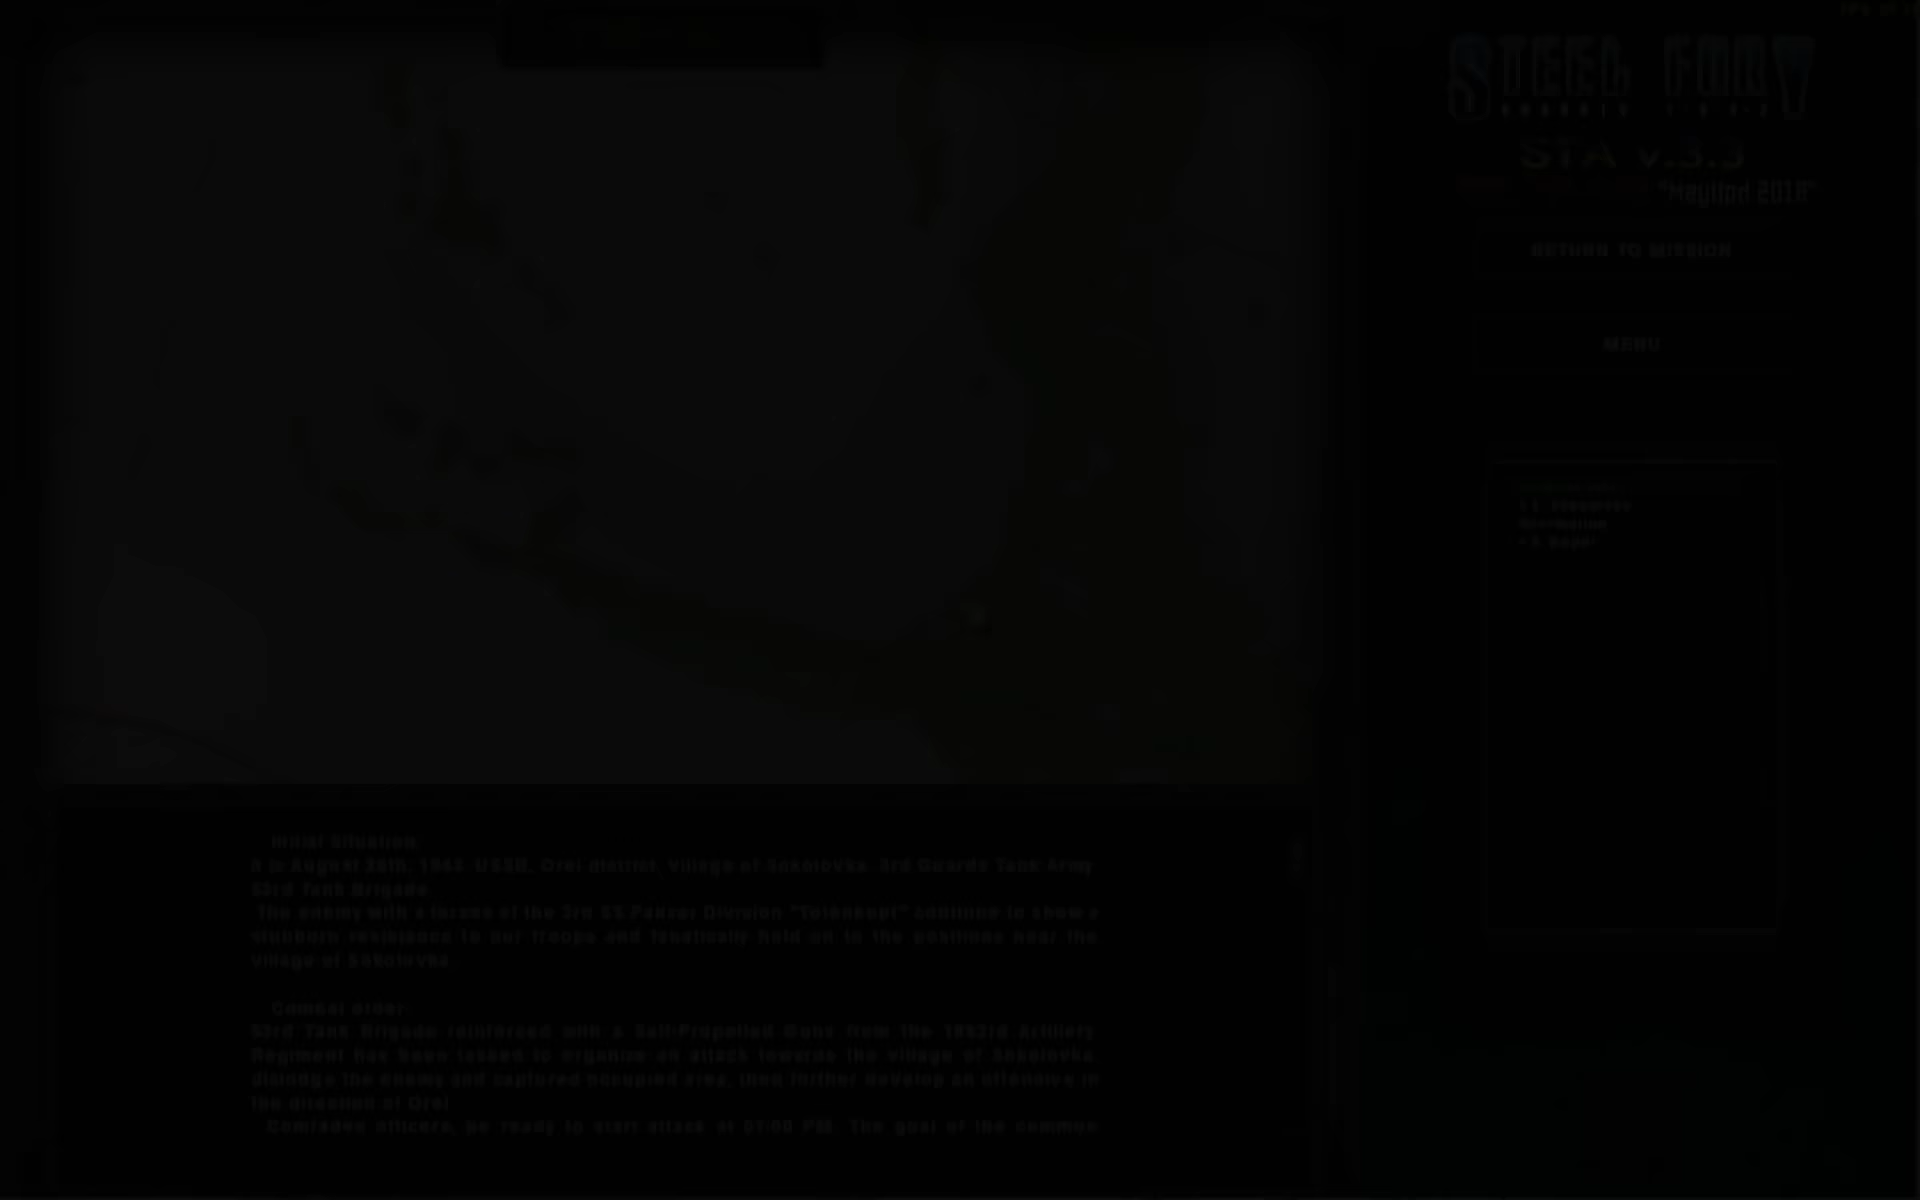 STEEL FURY
KHARKIV 1942
STA v.3.3
2018"
RETURN TO MISSION
MENU
Initial situation:
It is August 1943, USSR, Orel district, Village of Sokolovka. 3rd Guards Tank Army
53rd Tank Brigade
The enemy with forces of the 3rd SS Panzer Division "Totenkopf" continue to show a
stubborn resistance to our troops and fanatically hold on to the positions near the
village of Sokolovka.
Combat order:
53rd Tank Brigade reinforced with a Self-Propelled Guns from the Artillery
Regiment has been tasked to organize an attack towards the village of Sokolovka,
dislodge the enemy and captured occupied area, then further develop an offensive in
the direction of Orel
Comrades officers, be ready to start attack at PM. The goal of the common